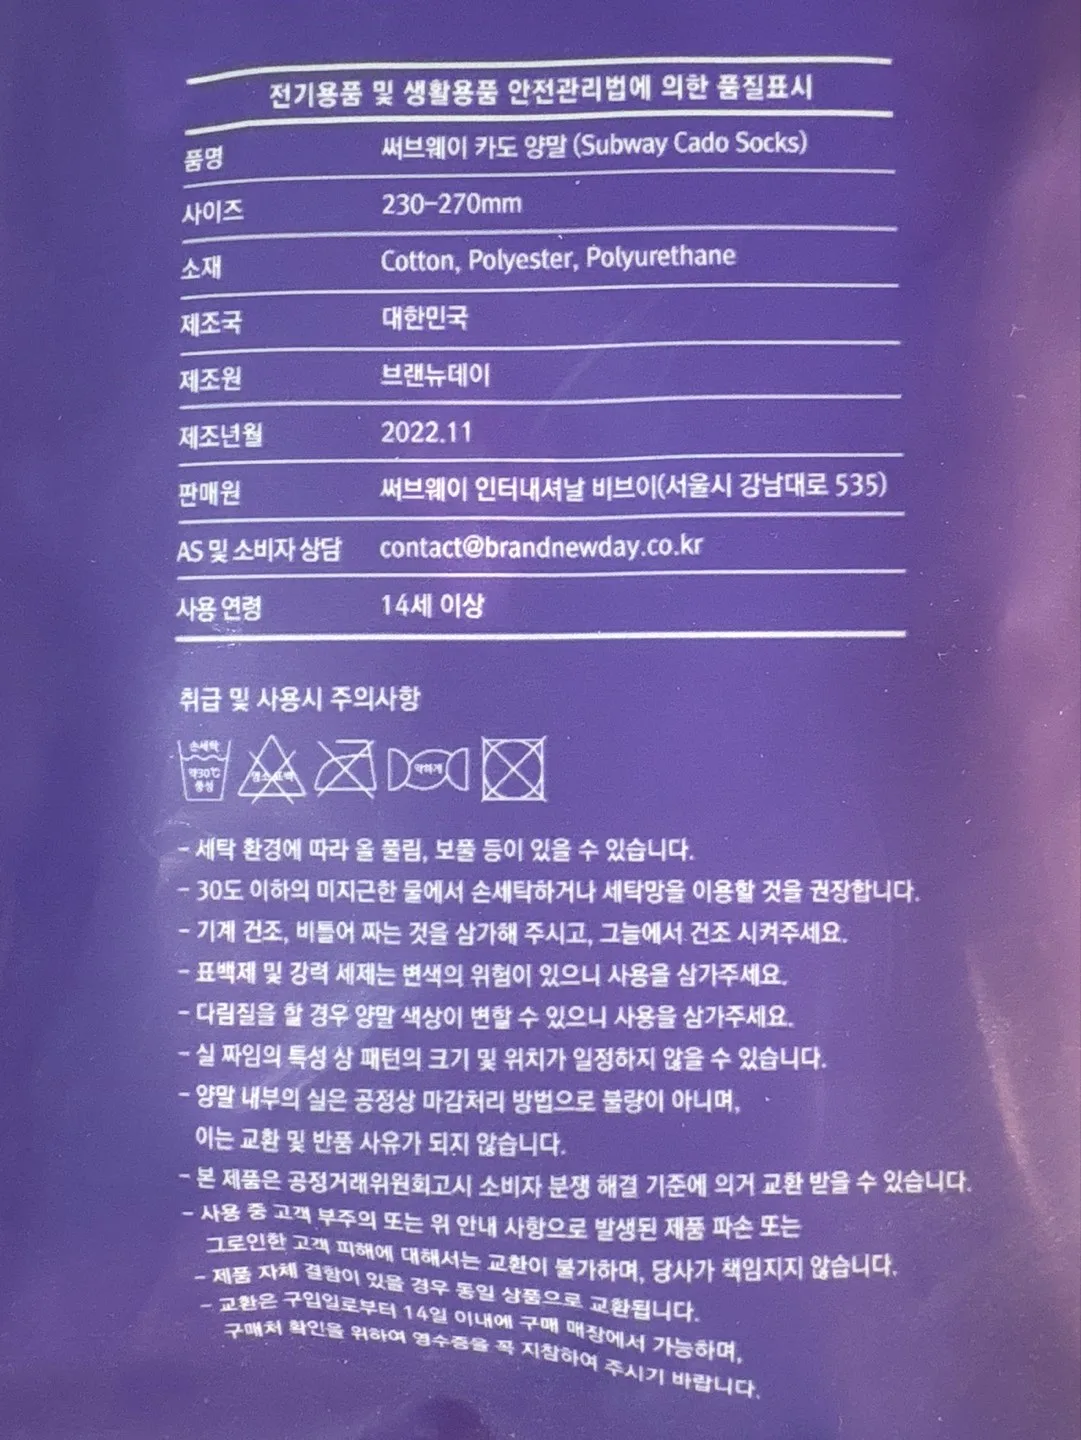 전기용품 및 생활용품 안전관리법에 의한 품질표시
품명 써브웨이 카도 양말 (Subway Cado Socks)
사이즈 230-270mm
소재 Cotton, Polyester, Polyurethane
제조국 대한민국
제조원 브랜뉴데이
제조년월 2022.11
판매원 써브웨이 인터내셔날 비브이(서울시 강남대로 535)
AS 및 소비자 상담 contact@brandnewday.co.kr
사용 연령 14세 이상
취급 및 사용시 주의사항
손세탁
약30℃
중성
염소 표백
약하게
- 세탁 환경에 따라 올 풀림, 보풀 등이 있을 수 있습니다.
- 30도 이하의 미지근한 물에서 손세탁하거나 세탁망을 이용할 것을 권장합니다.
- 기계 건조, 비틀어 짜는 것을 삼가해 주시고, 그늘에서 건조 시켜주세요.
- 표백제 및 강력 세제는 변색의 위험이 있으니 사용을 삼가주세요.
- 다림질을 할 경우 양말 색상이 변할 수 있으니 사용을 삼가주세요.
- 실 짜임의 특성 상 패턴의 크기 및 위치가 일정하지 않을 수 있습니다.
- 양말 내부의 실은 공정상 마감처리 방법으로 불량이 아니며,
이는 교환 및 반품 사유가 되지 않습니다.
- 본 제품은 공정거래위원회고시 소비자 분쟁 해결 기준에 의거 교환 받을 수 있습니다.
- 사용 중 고객 부주의 또는 위 안내 사항으로 발생된 제품 파손 또는
그로인한 고객 피해에 대해서는 교환이 불가하며, 당사가 책임지지 않습니다.
- 제품 자체 결함이 있을 경우 동일 상품으로 교환됩니다.
- 교환은 구입일로부터 14일 이내에 구매 매장에서 가능하며,
구매처 확인을 위하여 영수증을 꼭 지참하여 주시기 바랍니다.